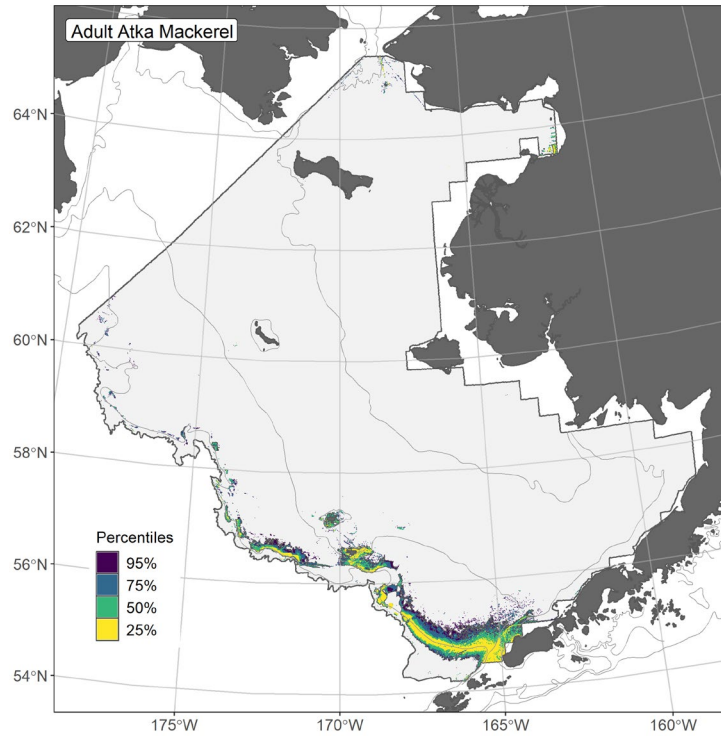 Adult Atka Mackerel
64°N
62°N
60°N
58°N
56°N
54°N
Percentiles
95%
75%
50%
25%
175°W
170°W
165°W
160°W